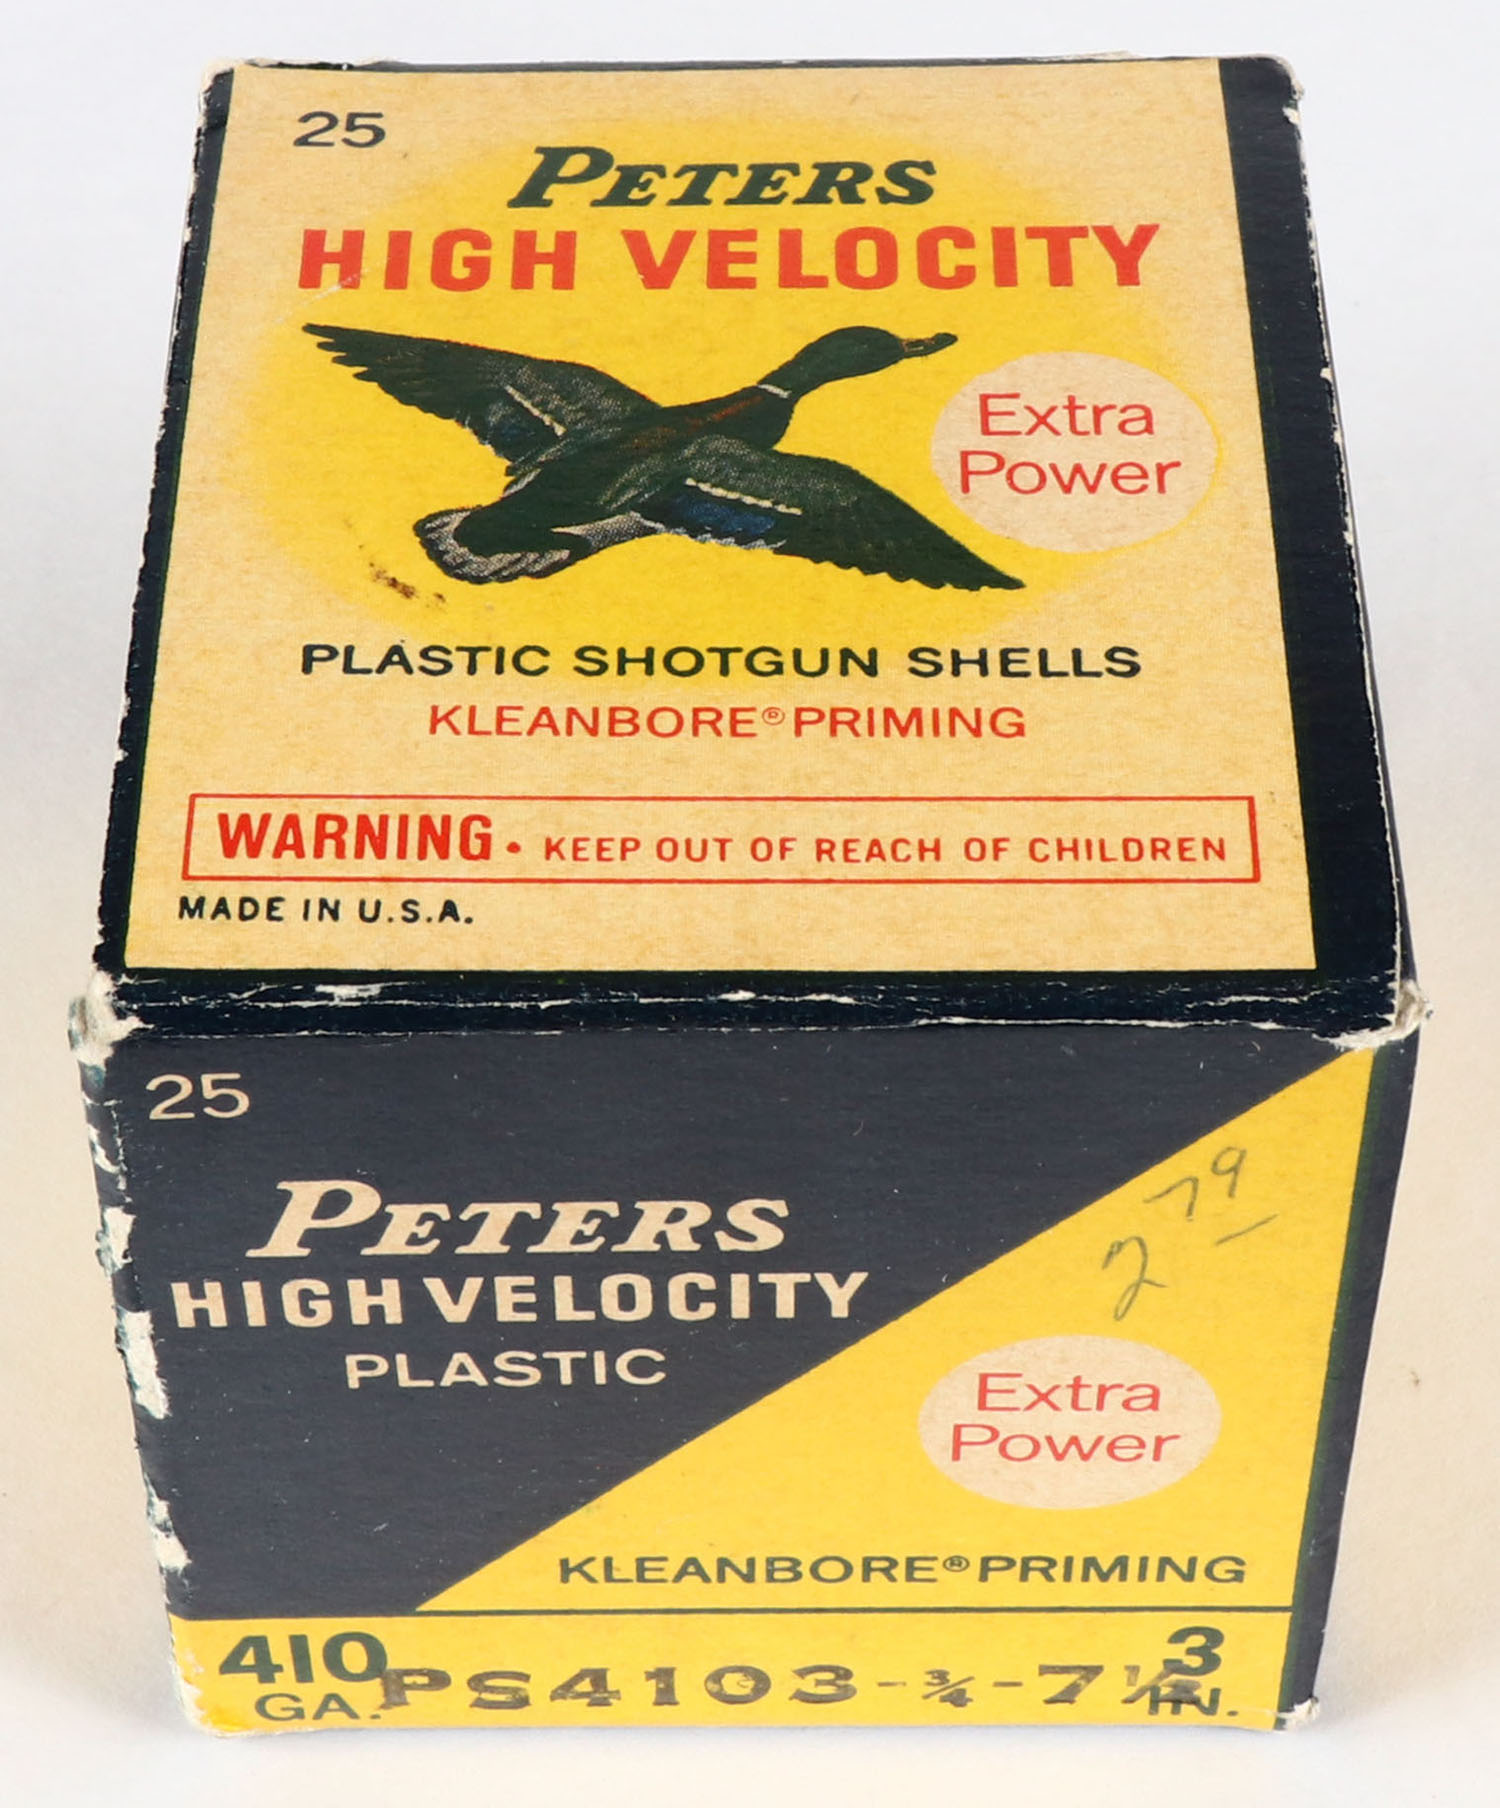 25
PETERS
HIGH VELOCITY
Extra
Power
PLASTIC SHOTGUN SHELLS
KLEANBORE® PRIMING
WARNING • KEEP OUT OF REACH OF CHILDREN
MADE IN U.S.A.
25
PETERS
HIGH VELOCITY
PLASTIC
2 79
Extra
Power
KLEANBORE® PRIMING
410
GA.
PS4103-3/4-7 1/2
3
IN.